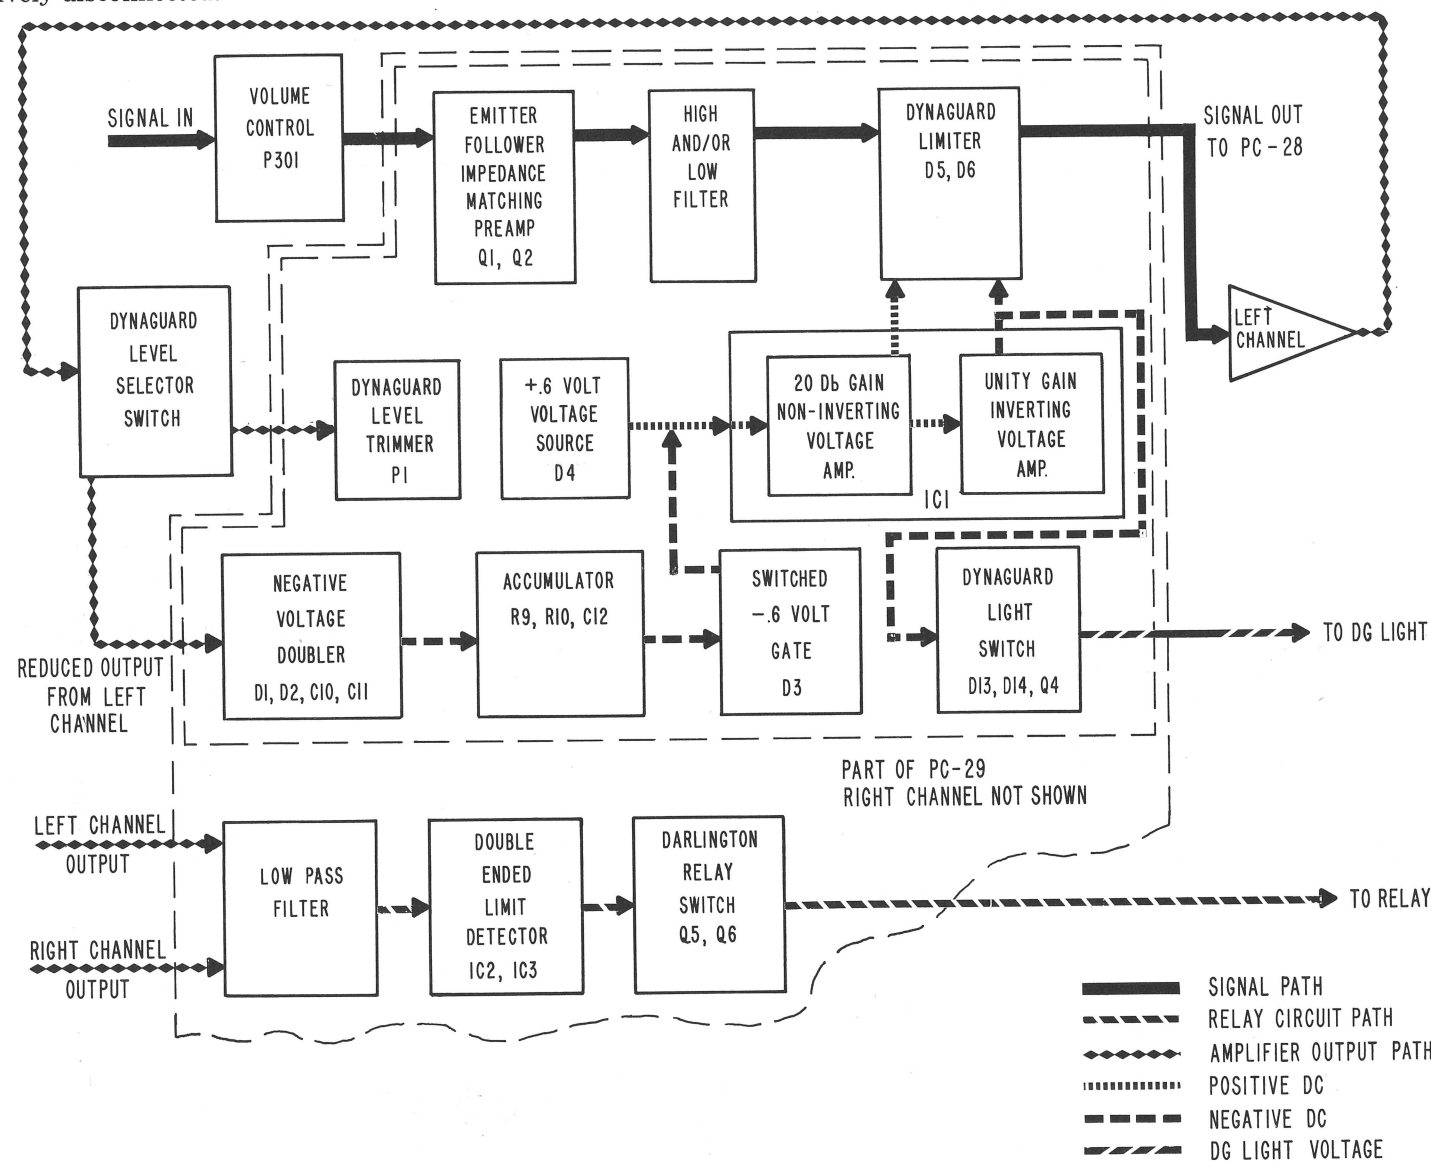 SIGNAL IN
VOLUME
CONTROL
P301
EMITTER
FOLLOWER
IMPEDANCE
MATCHING
PREAMP
Q1, Q2
HIGH
AND/OR
LOW
FILTER
DYNAGUARD
LIMITER
D5, D6
SIGNAL OUT
TO PC-28
LEFT
CHANNEL
DYNAGUARD
LEVEL
SELECTOR
SWITCH
DYNAGUARD
LEVEL
TRIMMER
P1
+.6 VOLT
VOLTAGE
SOURCE
D4
20 Db GAIN
NON-INVERTING
VOLTAGE
AMP.
UNITY GAIN
INVERTING
VOLTAGE
AMP.
IC1
NEGATIVE
VOLTAGE
DOUBLER
D1, D2, C10, C11
ACCUMULATOR
R9, R10, C12
SWITCHED
-.6 VOLT
GATE
D3
DYNAGUARD
LIGHT
SWITCH
D13, D14, Q4
TO DG LIGHT
REDUCED OUTPUT
FROM LEFT
CHANNEL
PART OF PC-29
RIGHT CHANNEL NOT SHOWN
LEFT CHANNEL
OUTPUT
RIGHT CHANNEL
OUTPUT
LOW PASS
FILTER
DOUBLE
ENDED
LIMIT
DETECTOR
IC2, IC3
DARLINGTON
RELAY
SWITCH
Q5, Q6
TO RELAY
SIGNAL PATH
RELAY CIRCUIT PATH
AMPLIFIER OUTPUT PATH
POSITIVE DC
NEGATIVE DC
DG LIGHT VOLTAGE